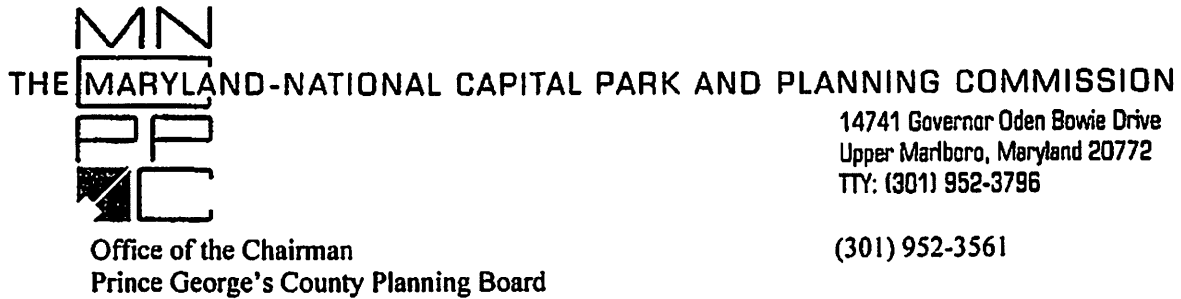 MN
THE MARYLAND-NATIONAL CAPITAL PARK AND PLANNING COMMISSION
PP
C
14741 Governor Oden Bowie Drive
Upper Marlboro, Maryland 20772
TTY: (301) 952-3796
Office of the Chairman
Prince George's County Planning Board
(301) 952-3561